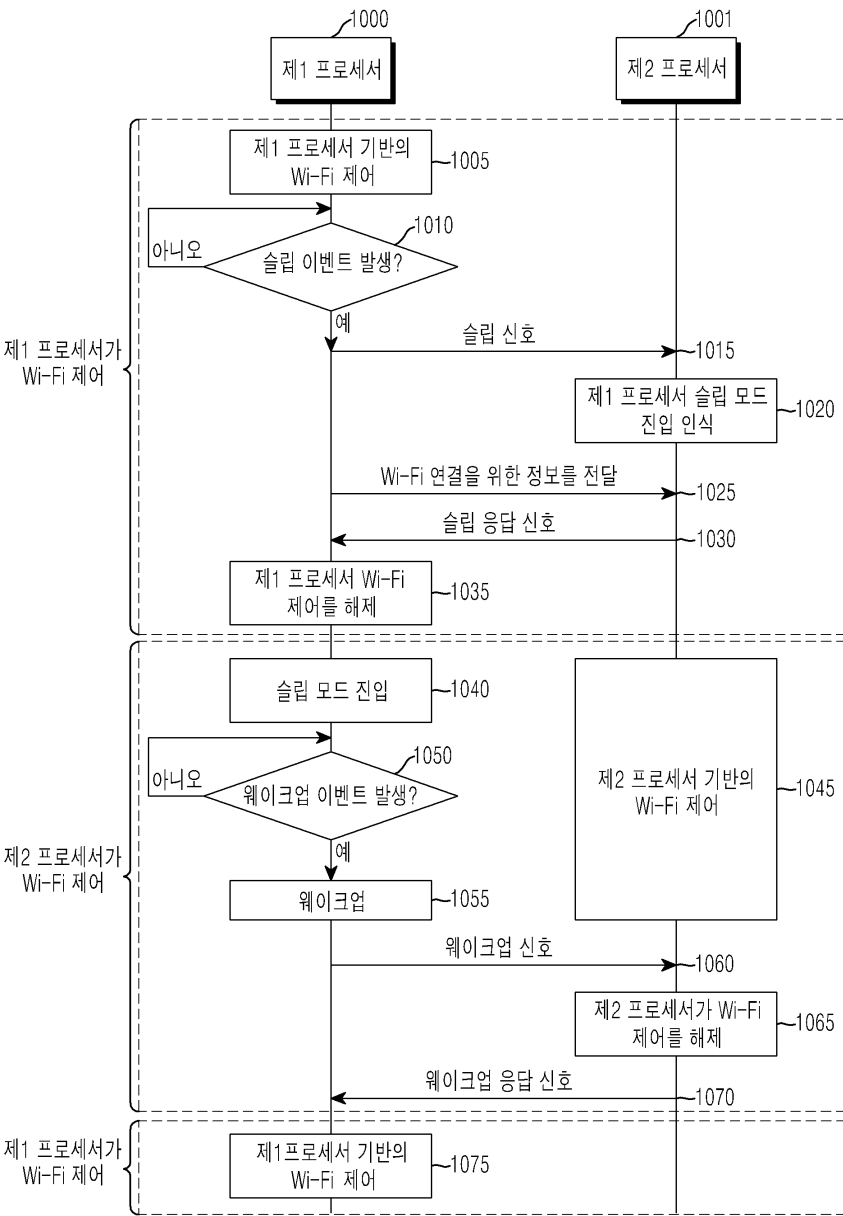 1000
1001
제1 프로세서
제2 프로세서
제1 프로세서 기반의
Wi-Fi 제어
1005
1010
아니오
슬립 이벤트 발생?
예
슬립 신호
1015
제1 프로세서가
Wi-Fi 제어
제1 프로세서 슬립 모드
진입 인식
1020
Wi-Fi 연결을 위한 정보를 전달
1025
슬립 응답 신호
1030
제1 프로세서 Wi-Fi
제어를 해제
1035
슬립 모드 진입
1040
1050
아니오
웨이크업 이벤트 발생?
제2 프로세서 기반의
Wi-Fi 제어
1045
예
제2 프로세서가
Wi-Fi 제어
웨이크업
1055
웨이크업 신호
1060
제2 프로세서가 Wi-Fi
제어를 해제
1065
웨이크업 응답 신호
1070
제1 프로세서가
Wi-Fi 제어
제1프로세서 기반의
Wi-Fi 제어
1075